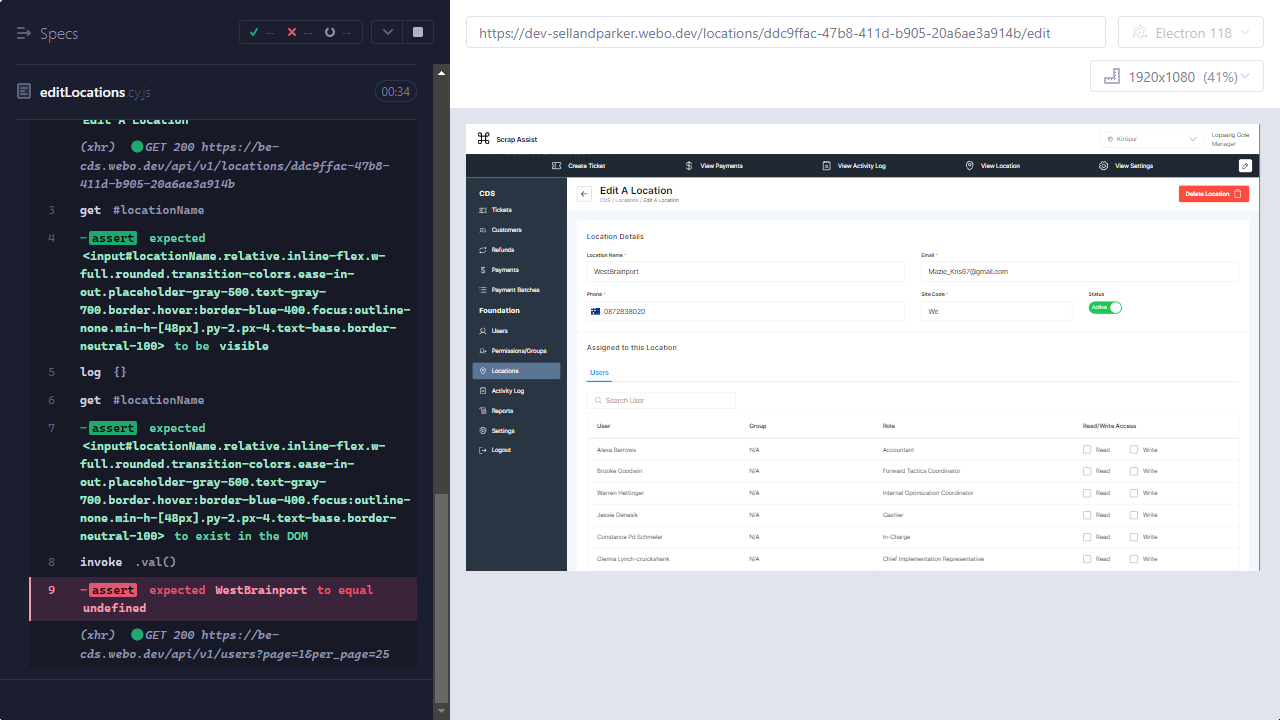 Specs
--
--
--
editLocations.cy.js
00:34
Edit A Location
(xhr) GET 200 https://be-
cds.webo.dev/api/v1/locations/ddc9ffac-47b8-
411d-b905-20a6ae3a914b
3 get #locationName
4 -assert expected
<input#locationName.relative.inline-flex.w-
full.rounded.transition-colors.ease-in-
out.placeholder-gray-500.text-gray-
700.border.hover:border-blue-400.focus:outline-
none.min-h-[48px].py-2.px-4.text-base.border-
neutral-100> to be visible
5 log {}
6 get #locationName
7 -assert expected
<input#locationName.relative.inline-flex.w-
full.rounded.transition-colors.ease-in-
out.placeholder-gray-500.text-gray-
700.border.hover:border-blue-400.focus:outline-
none.min-h-[48px].py-2.px-4.text-base.border-
neutral-100> to exist in the DOM
8 invoke .val()
9 -assert expected WestBrainport to equal
undefined
(xhr) GET 200 https://be-
cds.webo.dev/api/v1/users?page=1&per_page=25
https://dev-sellandparker.webo.dev/locations/ddc9ffac-47b8-411d-b905-20a6ae3a914b/edit
Electron 118
1920x1080 (41%)
Scrap Assist
Kirtipur
Lopsang Gole
Manager
Create Ticket
View Payments
View Activity Log
View Location
View Settings
CDS
Tickets
Customers
Refunds
Payments
Payment Batches
Foundation
Users
Permissions/Groups
Locations
Activity Log
Reports
Settings
Logout
Edit A Location
CDS / Locations / Edit A Location
Delete Location
Location Details
Location Name *
Email *
WestBrainport
Mazie_Kris67@gmail.com
Phone *
Site Code *
Status
0872838020
We
Active
Assigned to this Location
Users
Search User
User Group Role Read/Write Access
Alexa Barrows N/A Accountant Read Write
Brooke Goodwin N/A Forward Tactics Coordinator Read Write
Warren Hettinger N/A Internal Optimization Coordinator Read Write
Jessie Denesik N/A Cashier Read Write
Constance Pd Schmeler N/A In-Charge Read Write
Glenna Lynch-cruickshank N/A Chief Implementation Representative Read Write